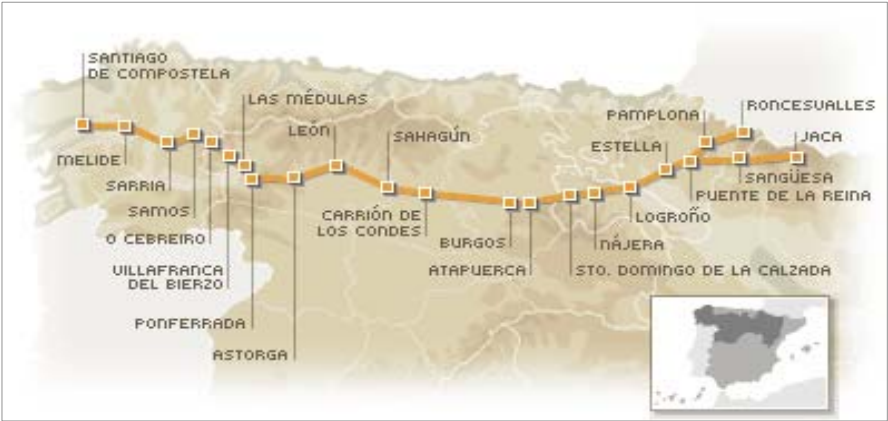 SANTIAGO
DE COMPOSTELA
LAS MÉDULAS
LEÓN
SAHAGÚN
PAMPLONA
RONCESVALLES
ESTELLA
JACA
MELIDE
SARRIA
SAMOS
O CEBREIRO
VILLAFRANCA
DEL BIERZO
PONFERRADA
ASTORGA
CARRIÓN DE
LOS CONDES
BURGOS
ATAPUERCA
STO. DOMINGO DE LA CALZADA
NÁJERA
LOGROÑO
PUENTE DE LA REINA
SANGÜESA